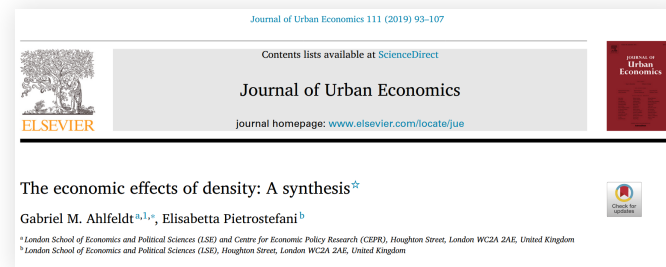 Journal of Urban Economics 111 (2019) 93–107
Contents lists available at ScienceDirect
Journal of Urban Economics
journal homepage: www.elsevier.com/locate/jue
ELSEVIER
JOURNAL OF
Urban
Economics
The economic effects of density: A synthesis☆
Gabriel M. Ahlfeldt a,1,*, Elisabetta Pietrostefani b
Check for
updates
a London School of Economics and Political Sciences (LSE) and Centre for Economic Policy Research (CEPR), Houghton Street, London WC2A 2AE, United Kingdom
b London School of Economics and Political Sciences (LSE), Houghton Street, London WC2A 2AE, United Kingdom